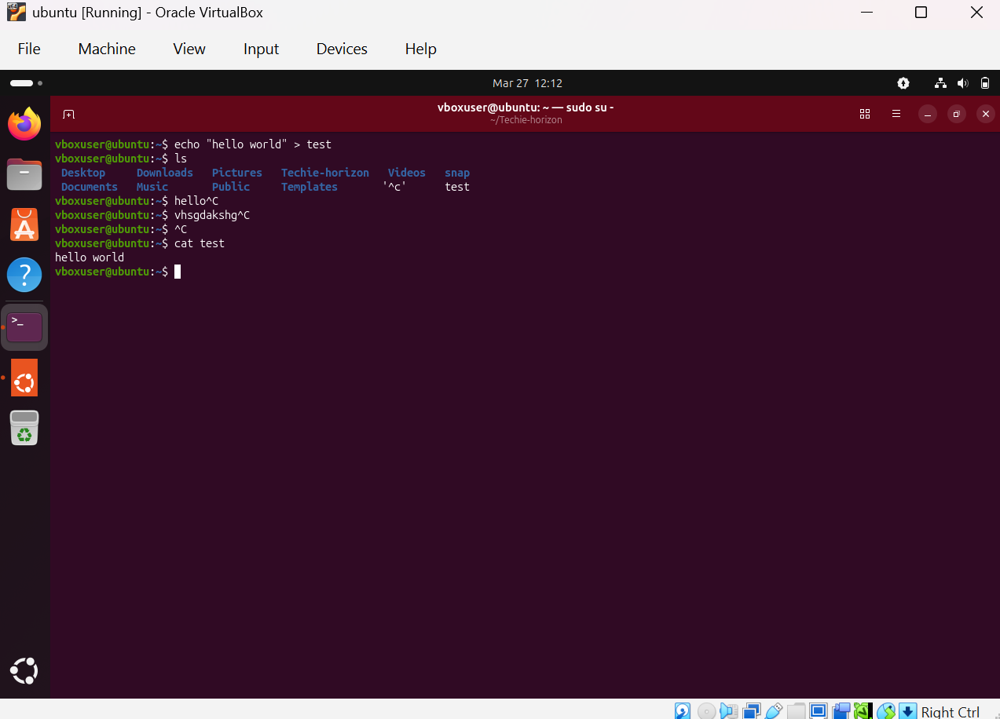 ubuntu [Running] - Oracle VirtualBox
File Machine View Input Devices Help
Mar 27 12:12
vboxuser@ubuntu: ~ — sudo su -
~/Techie-horizon
vboxuser@ubuntu:~$ echo "hello world" > test
vboxuser@ubuntu:~$ ls
Desktop Downloads Pictures Techie-horizon Videos snap
Documents Music Public Templates '^c' test
vboxuser@ubuntu:~$ hello^C
vboxuser@ubuntu:~$ vhsgdakshg^C
vboxuser@ubuntu:~$ ^C
vboxuser@ubuntu:~$ cat test
hello world
vboxuser@ubuntu:~$
Right Ctrl